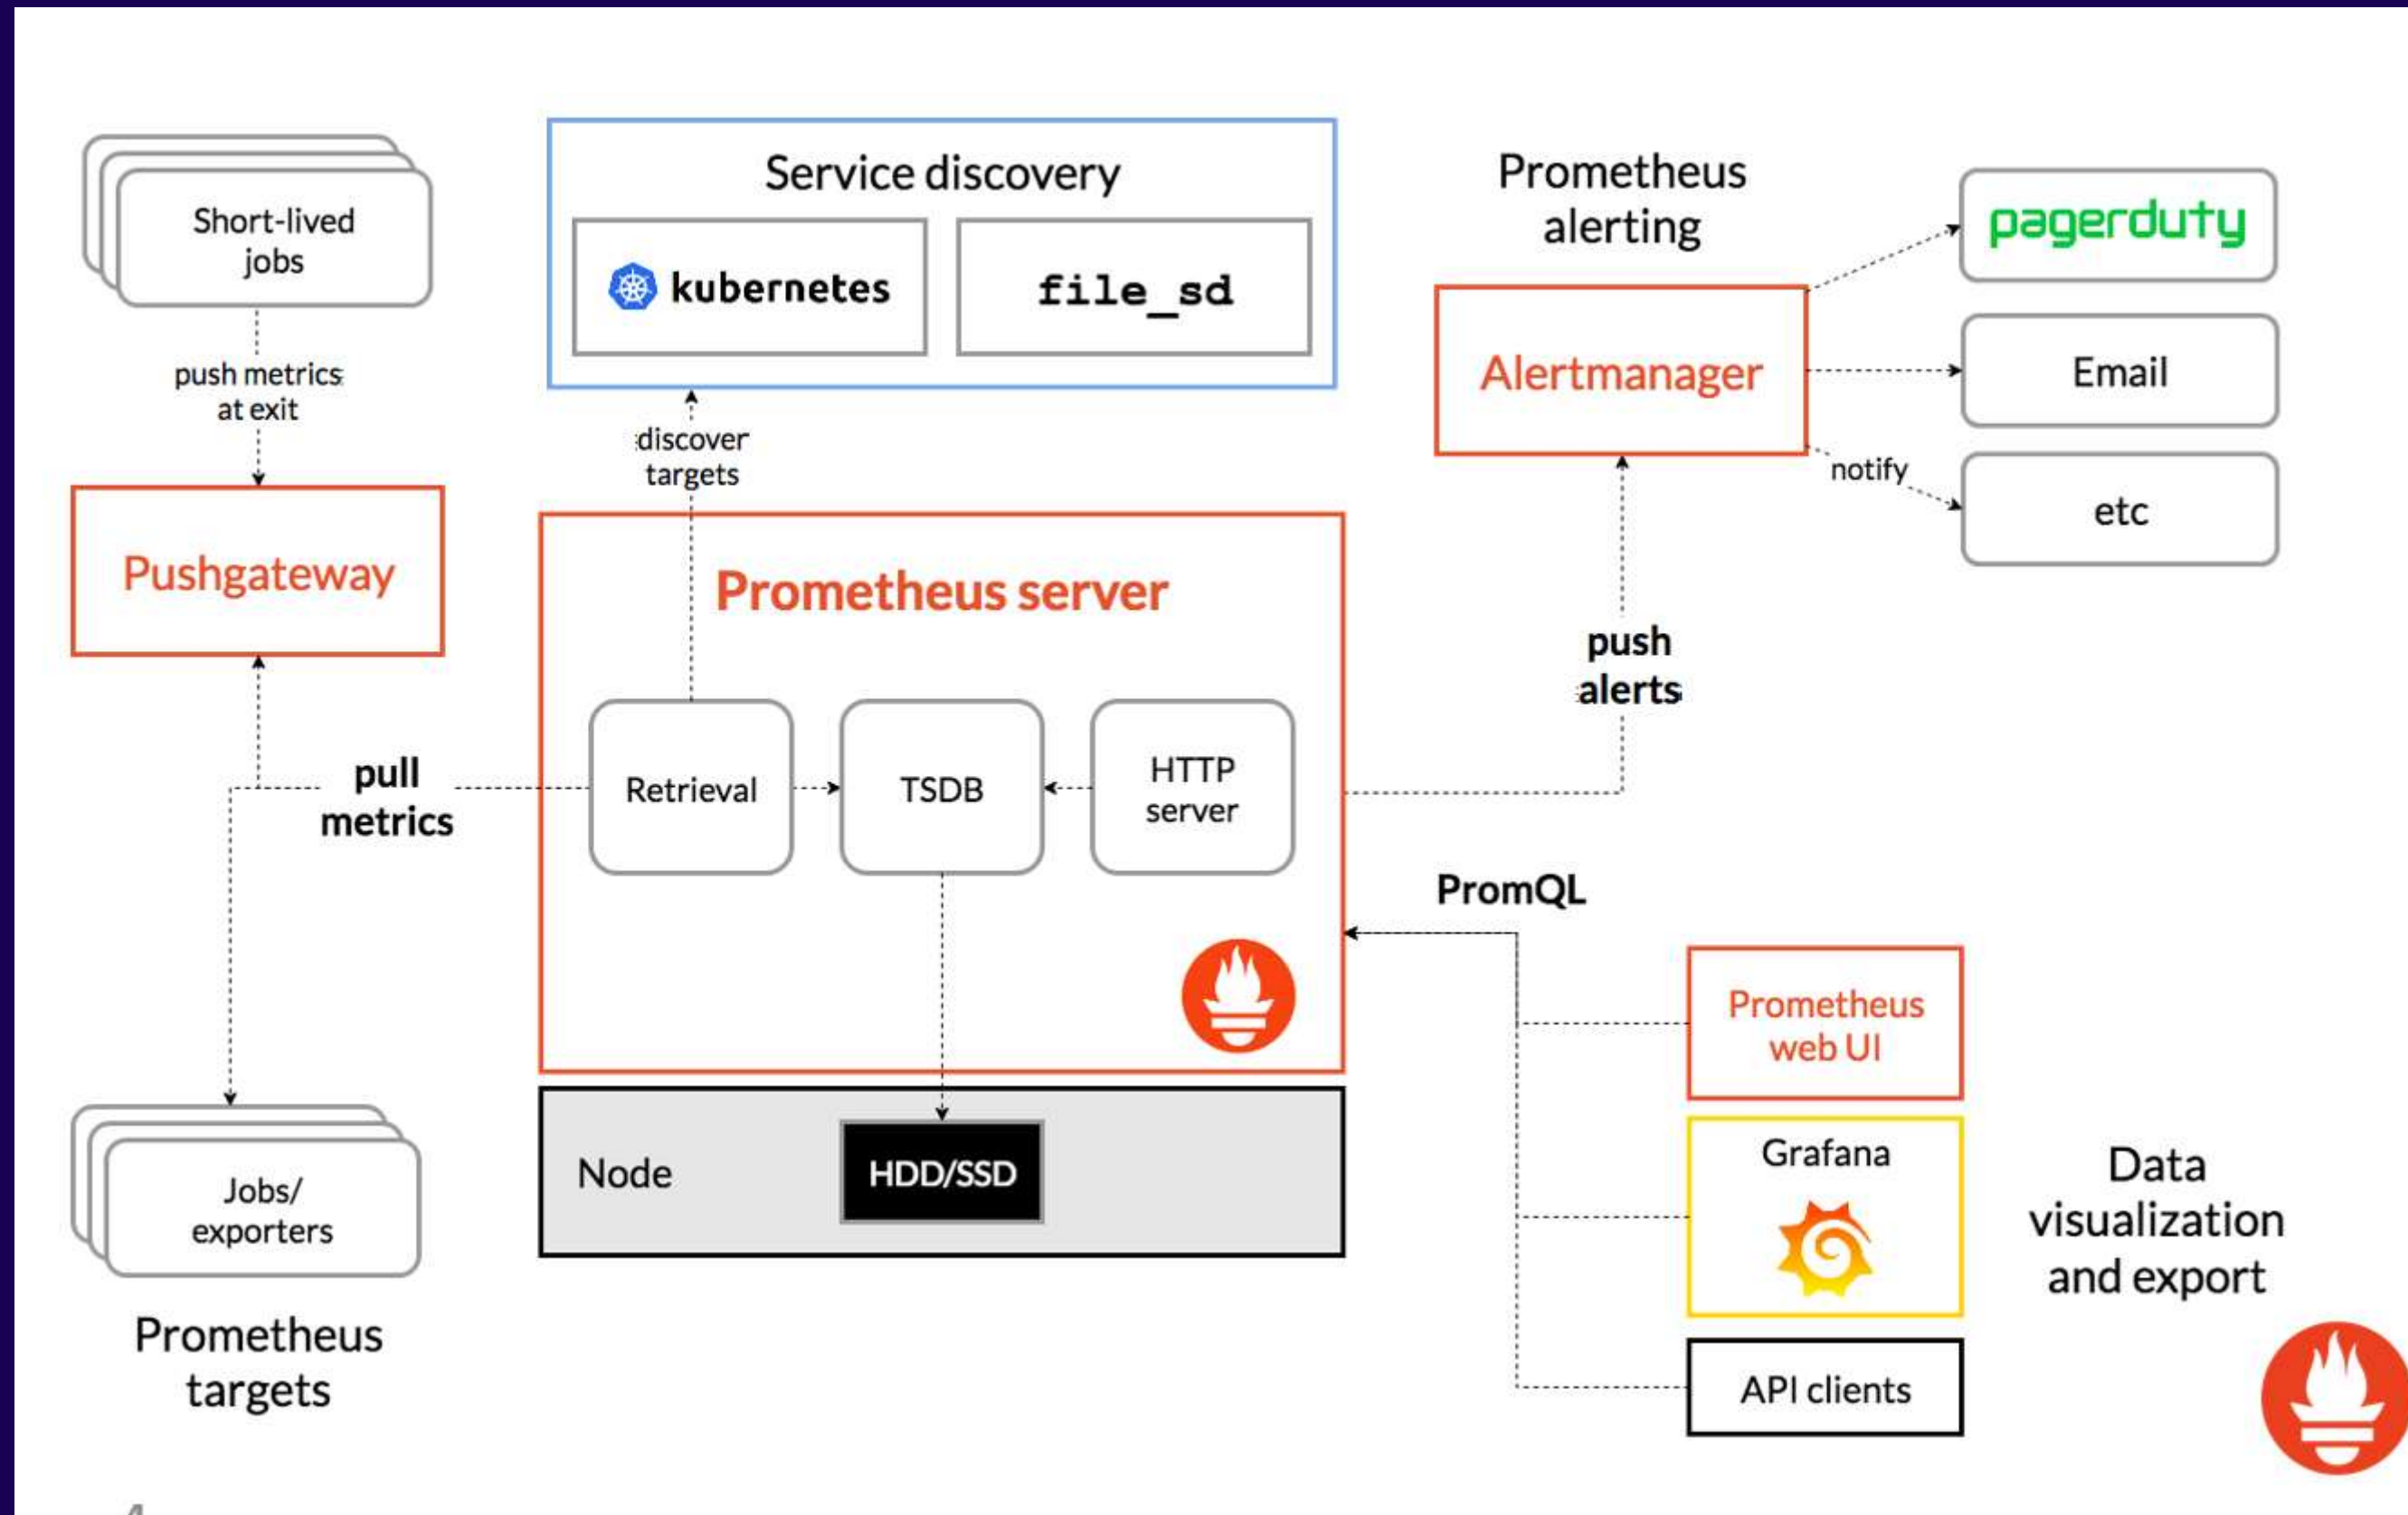 Short-lived
jobs
push metrics
at exit
Pushgateway
pull
metrics
Jobs/
exporters
Prometheus
targets
Service discovery
kubernetes
file_sd
discover
targets
Prometheus server
Retrieval
TSDB
HTTP
server
Node
HDD/SSD
Prometheus
alerting
Alertmanager
pagerduty
Email
notify
etc
push
alerts
PromQL
Prometheus
web UI
Grafana
API clients
Data
visualization
and export